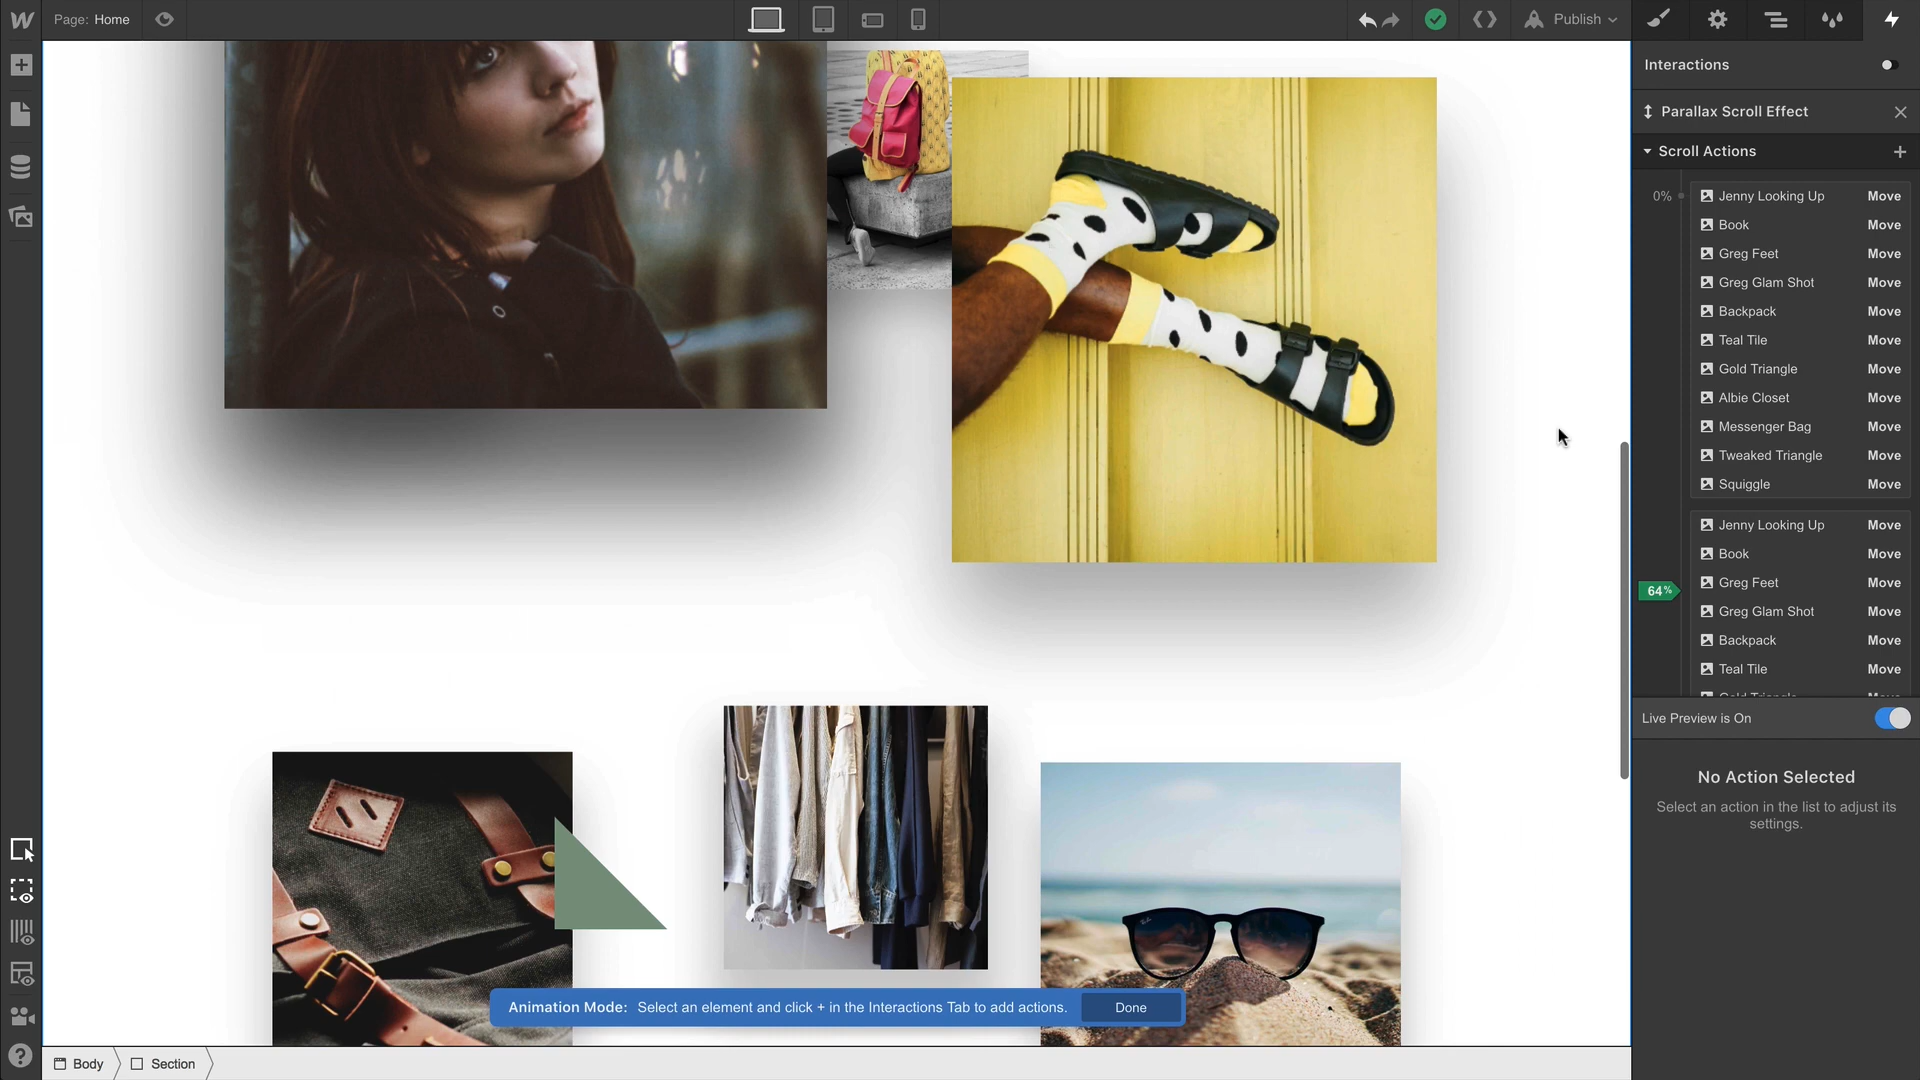 Page: Home
Publish
Interactions
Parallax Scroll Effect
Scroll Actions
0%
Jenny Looking Up Move
Book Move
Greg Feet Move
Greg Glam Shot Move
Backpack Move
Teal Tile Move
Gold Triangle Move
Albie Closet Move
Messenger Bag Move
Tweaked Triangle Move
Squiggle Move
Jenny Looking Up Move
Book Move
Greg Feet Move
64%
Greg Glam Shot Move
Backpack Move
Teal Tile Move
Gold Triangle Move
Live Preview is On
No Action Selected
Select an action in the list to adjust its
settings.
Animation Mode: Select an element and click + in the Interactions Tab to add actions. Done
Body Section